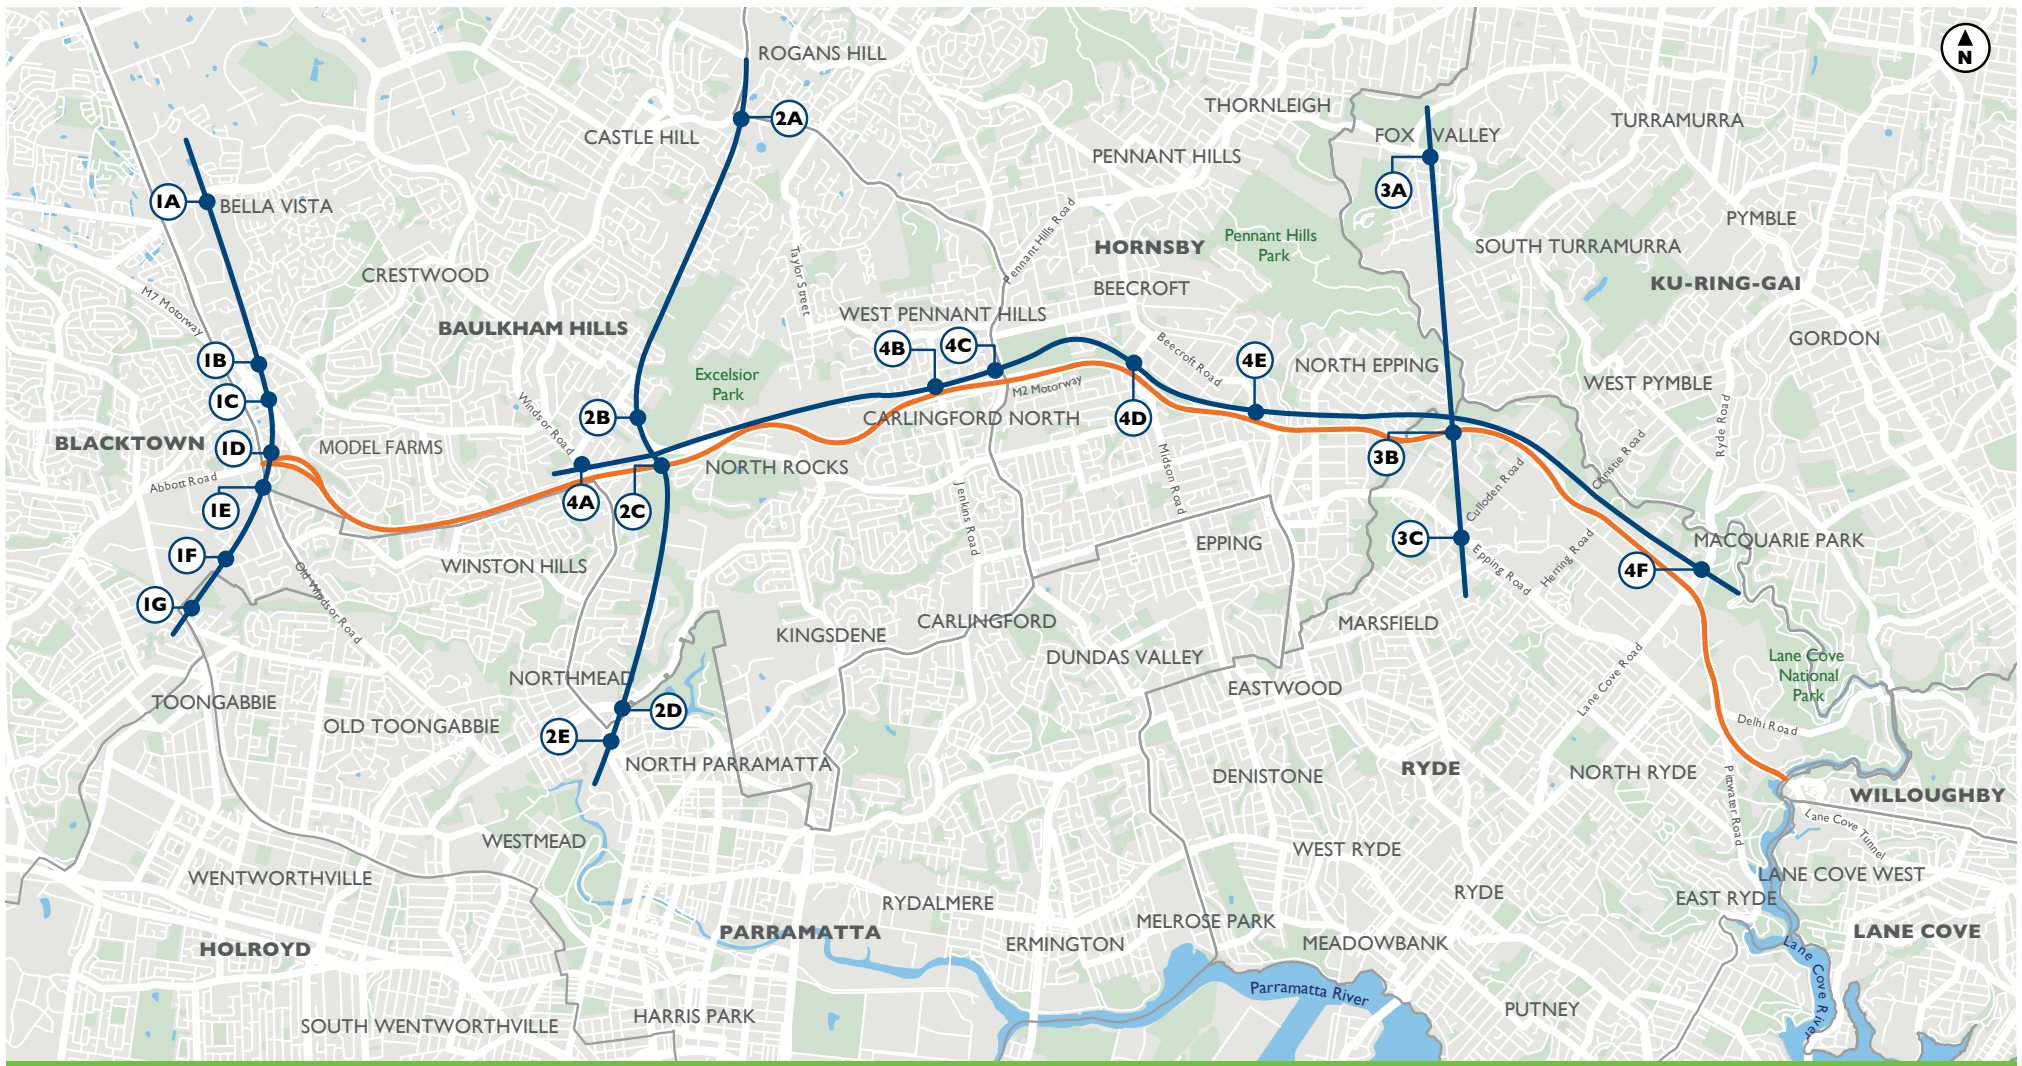 N
ROGANS HILL
2A
CASTLE HILL
THORNLEIGH
FOX VALLEY
TURRAMURRA
PENNANT HILLS
3A
1A
BELLA VISTA
PYMBLE
Pennant Hills Road
HORNSBY
Pennant Hills
Park
SOUTH TURRAMURRA
CRESTWOOD
Taylor Street
KU-RING-GAI
M7 Motorway
BEECROFT
WEST PENNANT HILLS
BAULKHAM HILLS
GORDON
4B
4C
Beecroft Road
4E
NORTH EPPING
1B
Excelsior
Park
M2 Motorway
WEST PYMBLE
1C
Windsor Road
2B
CARLINGFORD NORTH
4D
Ryde Road
BLACKTOWN
1D
MODEL FARMS
NORTH ROCKS
3B
Christie Road
Abbott Road
Midson Road
Culloden Road
1E
4A
2C
Jenkins Road
3C
EPPING
MACQUARIE PARK
1F
WINSTON HILLS
Epping Road
Herring Road
4F
1G
Old Windsor Road
KINGSDENE
CARLINGFORD
MARSFIELD
DUNDAS VALLEY
Lane Cove
National
Park
NORTHMEAD
EASTWOOD
Lane Cove Road
TOONGABBIE
2D
OLD TOONGABBIE
2E
Delhi Road
NORTH PARRAMATTA
DENISTONE
RYDE
NORTH RYDE
Pittwater Road
WILLOUGHBY
Lane Cove Tunnel
WESTMEAD
WEST RYDE
WENTWORTHVILLE
LANE COVE WEST
RYDALMERE
RYDE
EAST RYDE
MELROSE PARK
PARRAMATTA
LANE COVE
HOLROYD
ERMINGTON
MEADOWBANK
Lane Cove River
Parramatta River
PUTNEY
HARRIS PARK
SOUTH WENTWORTHVILLE